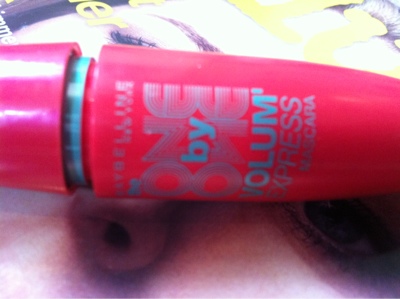 MAYBELLINE
NEW YORK
the
ONE
by
ONE
VOLUM'
EXPRESS
MASCARA